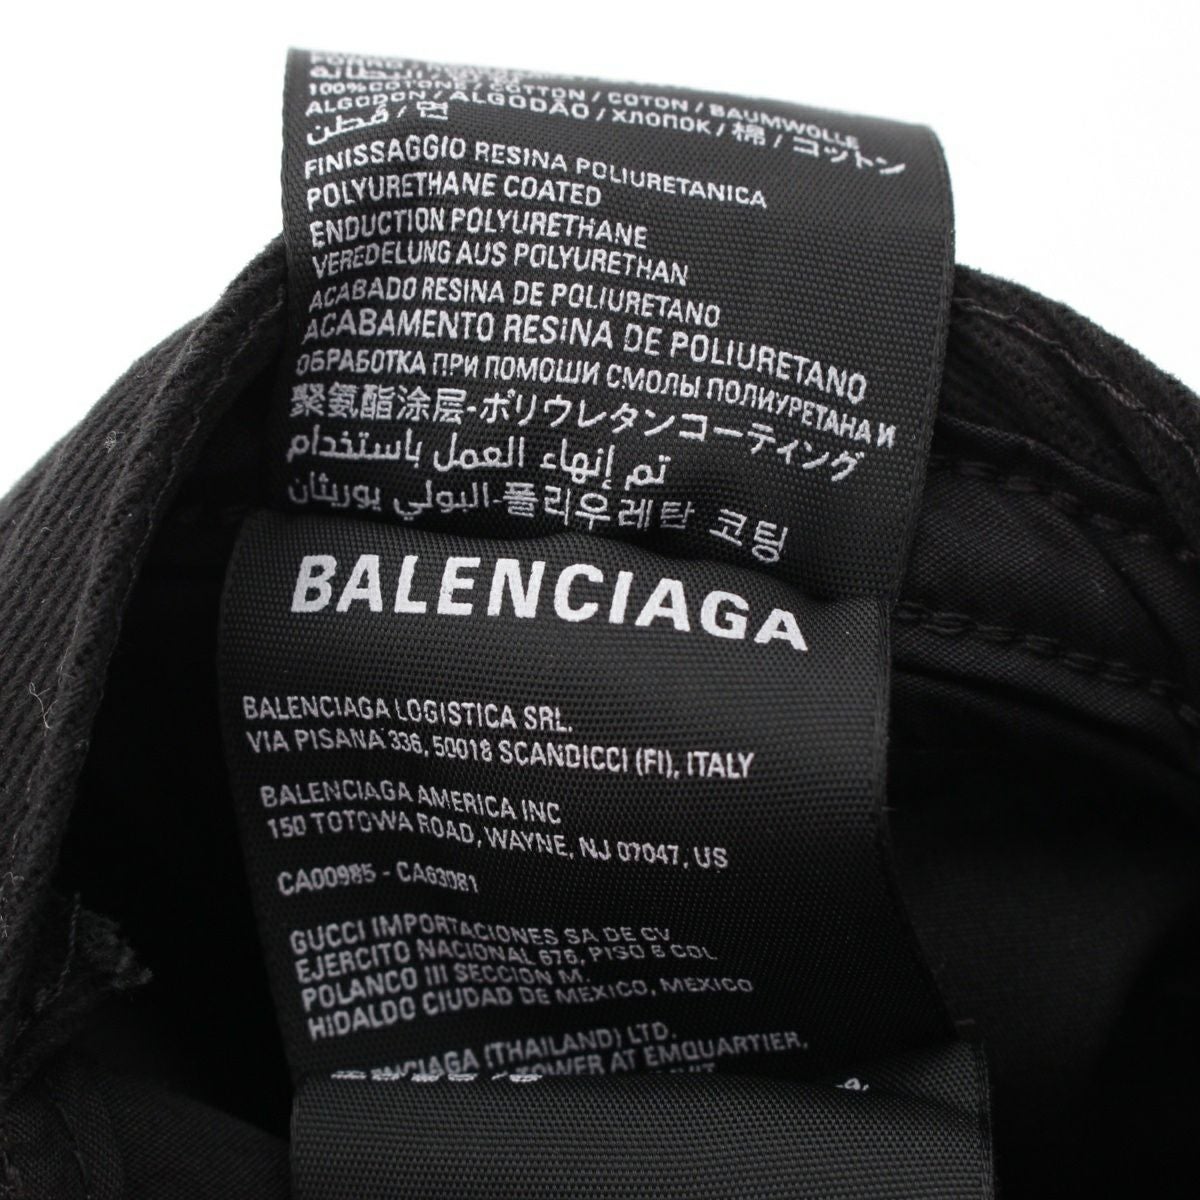 البطانة
100% COTONE / COTTON / COTON / BAUMWOLLE
ALGODON / ALGODÃO / ХЛОПОК / 棉 / コットン
قطن / 면
FINISSAGGIO RESINA POLIURETANICA
POLYURETHANE COATED
ENDUCTION POLYURETHANE
VEREDELUNG AUS POLYURETHAN
ACABADO RESINA DE POLIURETANO
ACABAMENTO RESINA DE POLIURETANO
ОБРАБОТКА ПРИ ПОМОШИ СМОЛЫ ПОЛИУРЕТАНА И
聚氨酯涂层-ポリウレタンコーティング
تم إنهاء العمل باستخدام
البولي يوريثان-폴리우레탄 코팅
BALENCIAGA
BALENCIAGA LOGISTICA SRL.
VIA PISANA 336, 50018 SCANDICCI (FI), ITALY
BALENCIAGA AMERICA INC
150 TOTOWA ROAD, WAYNE, NJ 07047, US
CA00985 - CA63081
GUCCI IMPORTACIONES SA DE CV
EJERCITO NACIONAL 676, PISO 6 COL
POLANCO III SECCION M.
HIDALGO CIUDAD DE MEXICO, MEXICO
(THAILAND) LTD.
TOWER AT EMQUARTIER,